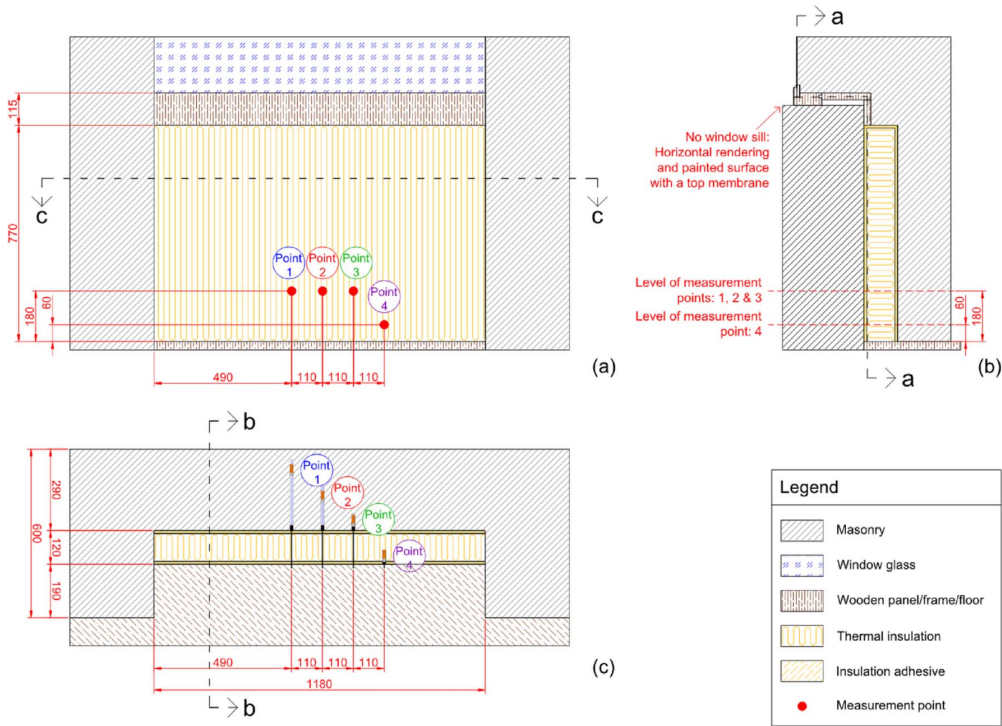 a
115
770
180
60
c
c
Point
1
Point
2
Point
3
Point
4
490
110
110
110
(a)
No window sill:
Horizontal rendering
and painted surface
with a top membrane
Level of measurement
points: 1, 2 & 3
Level of measurement
point: 4
60
180
a
(b)
b
600
290
120
190
Point
1
Point
2
Point
3
Point
4
490
110
110
110
1180
b
(c)
Legend
Masonry
Window glass
Wooden panel/frame/floor
Thermal insulation
Insulation adhesive
Measurement point